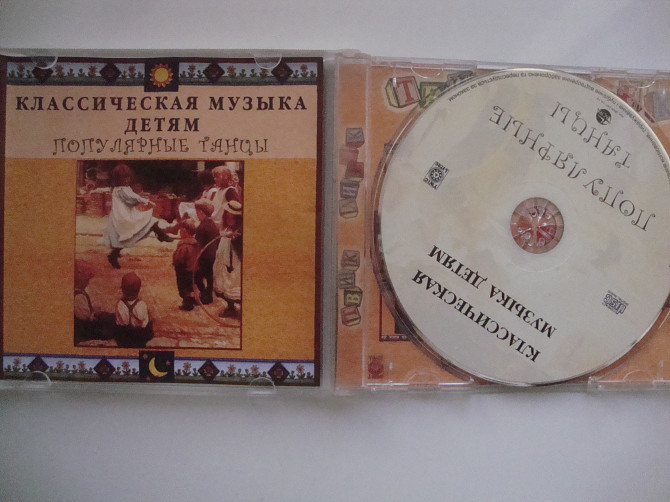 КЛАССИЧЕСКАЯ МУЗЫКА
ДЕТЯМ
ПОПУЛЯРНЫЕ ТАНЦЫ
КЛАССИЧЕСКАЯ
МУЗЫКА ДЕТЯМ
ПОПУЛЯРНЫЕ
ТАНЦЫ